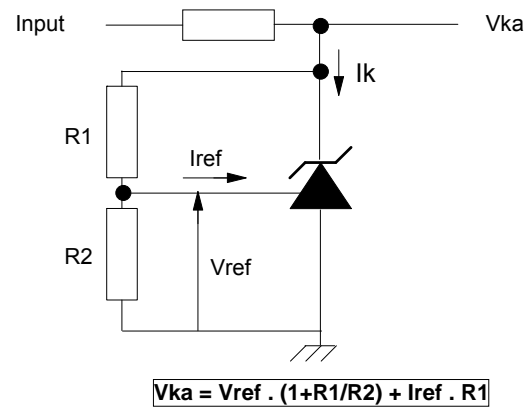 Input Vka
Ik
R1
Iref
R2
Vref
Vka = Vref . (1+R1/R2) + Iref . R1